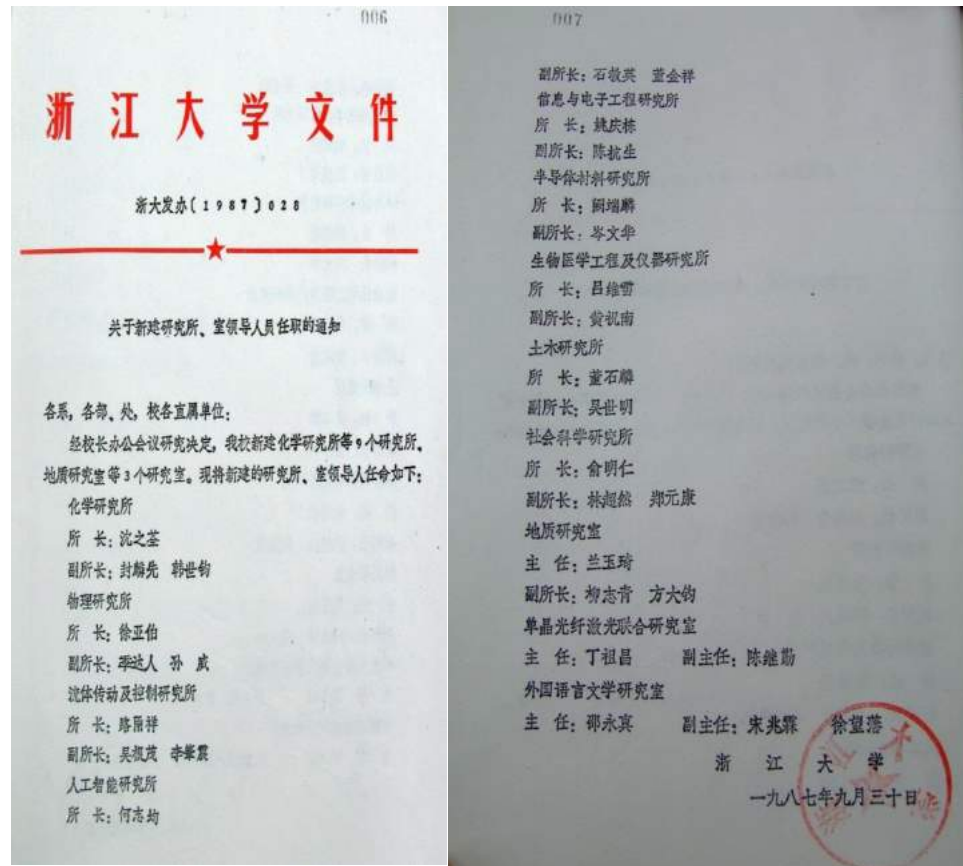 006
浙江大学文件
浙大发办(1987)028
关于新建研究所、室领导人员任职的通知
各系，各部、处，校各直属单位：
经校长办公会议研究决定，我校新建化学研究所等9个研究所、
地质研究室等3个研究室。现将新建的研究所、室领导人任命如下：
化学研究所
所 长：沈之荃
副所长：封麟先 韩世钧
物理研究所
所 长：徐亚伯
副所长：季达人 孙 威
流体传动及控制研究所
所 长：路甬祥
副所长：吴根茂 李肇震
人工智能研究所
所 长：何志均
007
副所长：石教英 董金祥
信息与电子工程研究所
所 长：姚庆栋
副所长：陈抗生
半导体材料研究所
所 长：阙端麟
副所长：岑文华
生物医学工程及仪器研究所
所 长：吕维雪
副所长：黄祝南
土木研究所
所 长：董石麟
副所长：吴世明
社会科学研究所
所 长：俞明仁
副所长：林超然 郑元康
地质研究室
主 任：兰玉琦
副所长：柳志青 方大钧
单晶光纤激光联合研究室
主 任：丁祖昌 副主任：陈继勤
外国语言文学研究室
主 任：邵永真 副主任：宋兆霖 徐望藩
浙 江 大 学
一九八七年九月三十日